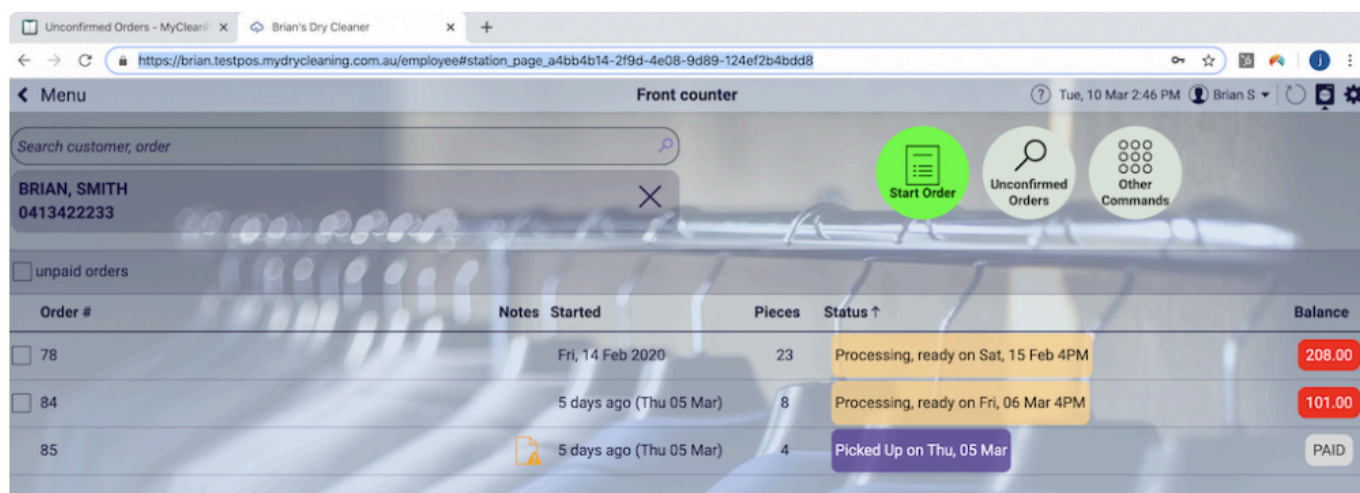 Unconfirmed Orders - MyCleanP
Brian's Dry Cleaner
https://brian.testpos.mydrycleaning.com.au/employee#station_page_a4bb4b14-2f9d-4e08-9d89-124ef2b4bdd8
j
Menu
Front counter
? Tue, 10 Mar 2:46 PM Brian S
Search customer, order
BRIAN, SMITH
0413422233
Start Order
Unconfirmed
Orders
Other
Commands
unpaid orders
Order # Notes Started Pieces Status ↑ Balance
78 Fri, 14 Feb 2020 23 Processing, ready on Sat, 15 Feb 4PM 208.00
84 5 days ago (Thu 05 Mar) 8 Processing, ready on Fri, 06 Mar 4PM 101.00
85 5 days ago (Thu 05 Mar) 4 Picked Up on Thu, 05 Mar PAID